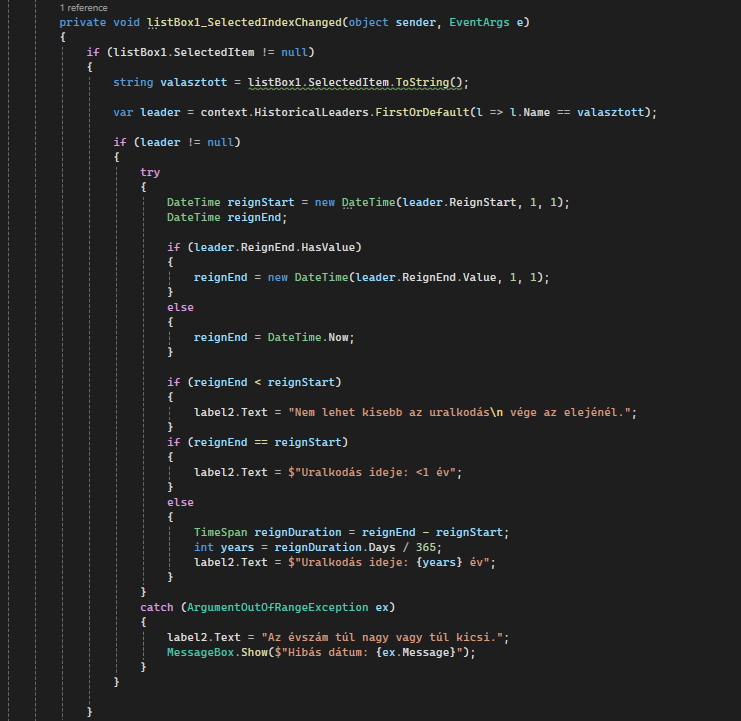 1 reference
private void listBox1_SelectedIndexChanged(object sender, EventArgs e)
{
if (listBox1.SelectedItem != null)
{
string valasztott = listBox1.SelectedItem.ToString();
var leader = context.HistoricalLeaders.FirstOrDefault(l => l.Name == valasztott);
if (leader != null)
{
try
{
DateTime reignStart = new DateTime(leader.ReignStart, 1, 1);
DateTime reignEnd;
if (leader.ReignEnd.HasValue)
{
reignEnd = new DateTime(leader.ReignEnd.Value, 1, 1);
}
else
{
reignEnd = DateTime.Now;
}
if (reignEnd < reignStart)
{
label2.Text = "Nem lehet kisebb az uralkodás\n vége az elejénél.";
}
if (reignEnd == reignStart)
{
label2.Text = $"Uralkodás ideje: <1 év";
}
else
{
TimeSpan reignDuration = reignEnd - reignStart;
int years = reignDuration.Days / 365;
label2.Text = $"Uralkodás ideje: {years} év";
}
}
catch (ArgumentOutOfRangeException ex)
{
label2.Text = "Az évszám túl nagy vagy túl kicsi.";
MessageBox.Show($"Hibás dátum: {ex.Message}");
}
}
}